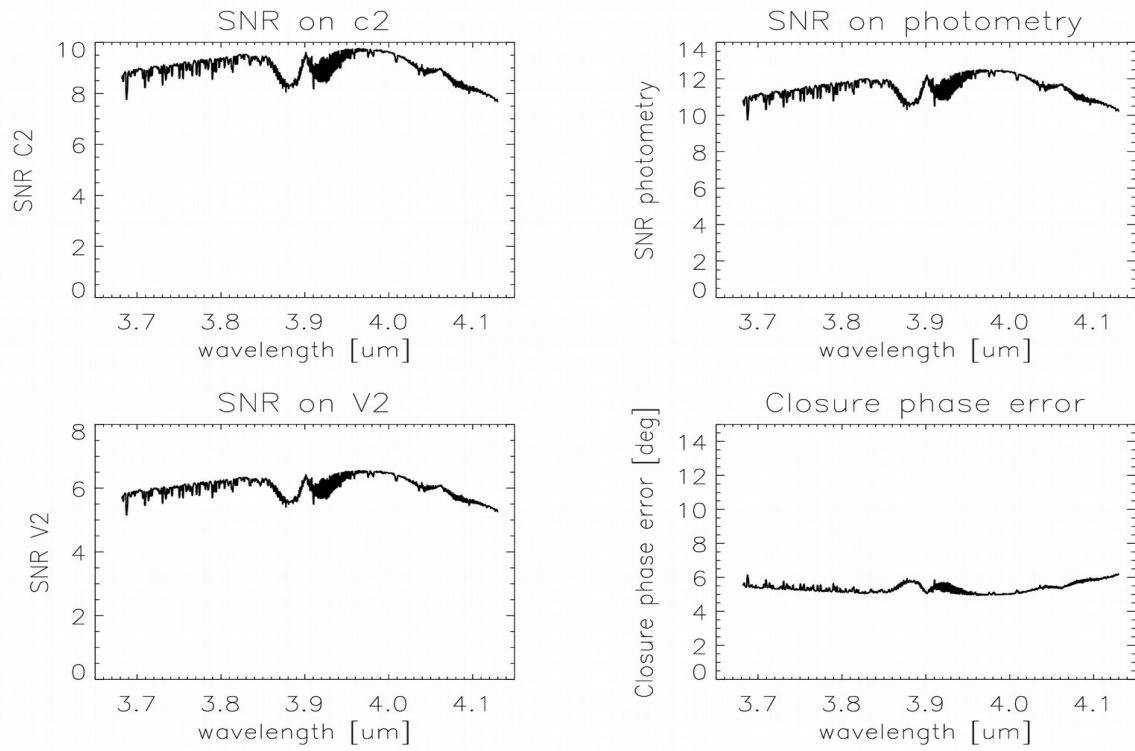 SNR on c2
10
8
6
4
2
0
SNR C2
3.7 3.8 3.9 4.0 4.1
wavelength [um]
SNR on photometry
14
12
10
8
6
4
2
0
SNR photometry
3.7 3.8 3.9 4.0 4.1
wavelength [um]
SNR on V2
8
6
4
2
0
SNR V2
3.7 3.8 3.9 4.0 4.1
wavelength [um]
Closure phase error
14
12
10
8
6
4
2
0
Closure phase error [deg]
3.7 3.8 3.9 4.0 4.1
wavelength [um]